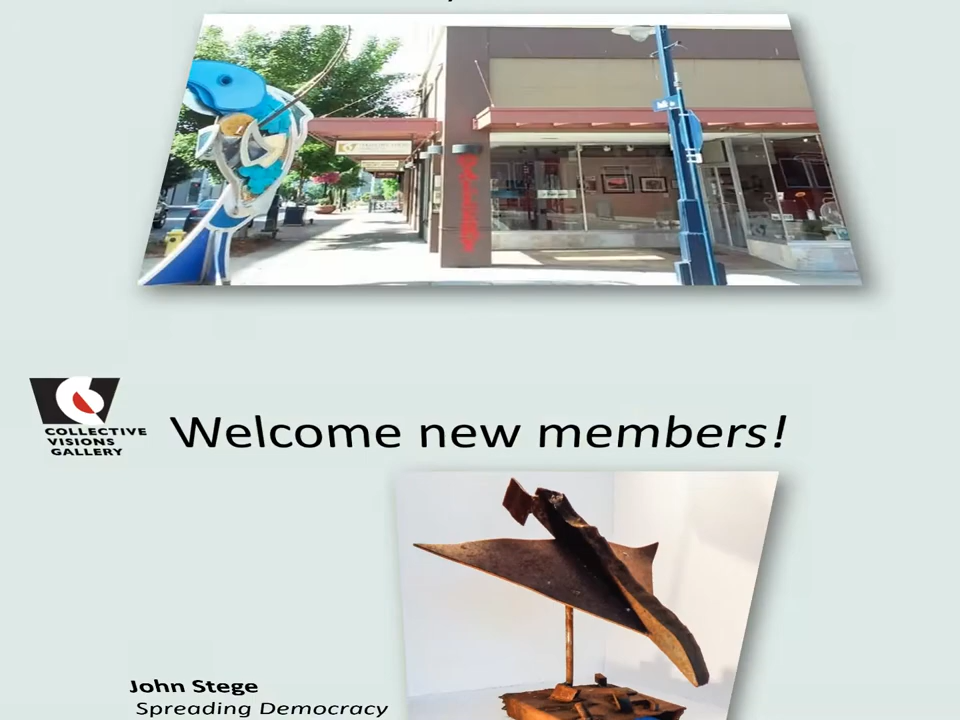 COLLECTIVE
VISIONS
GALLERY
Welcome new members!
John Stege
Spreading Democracy